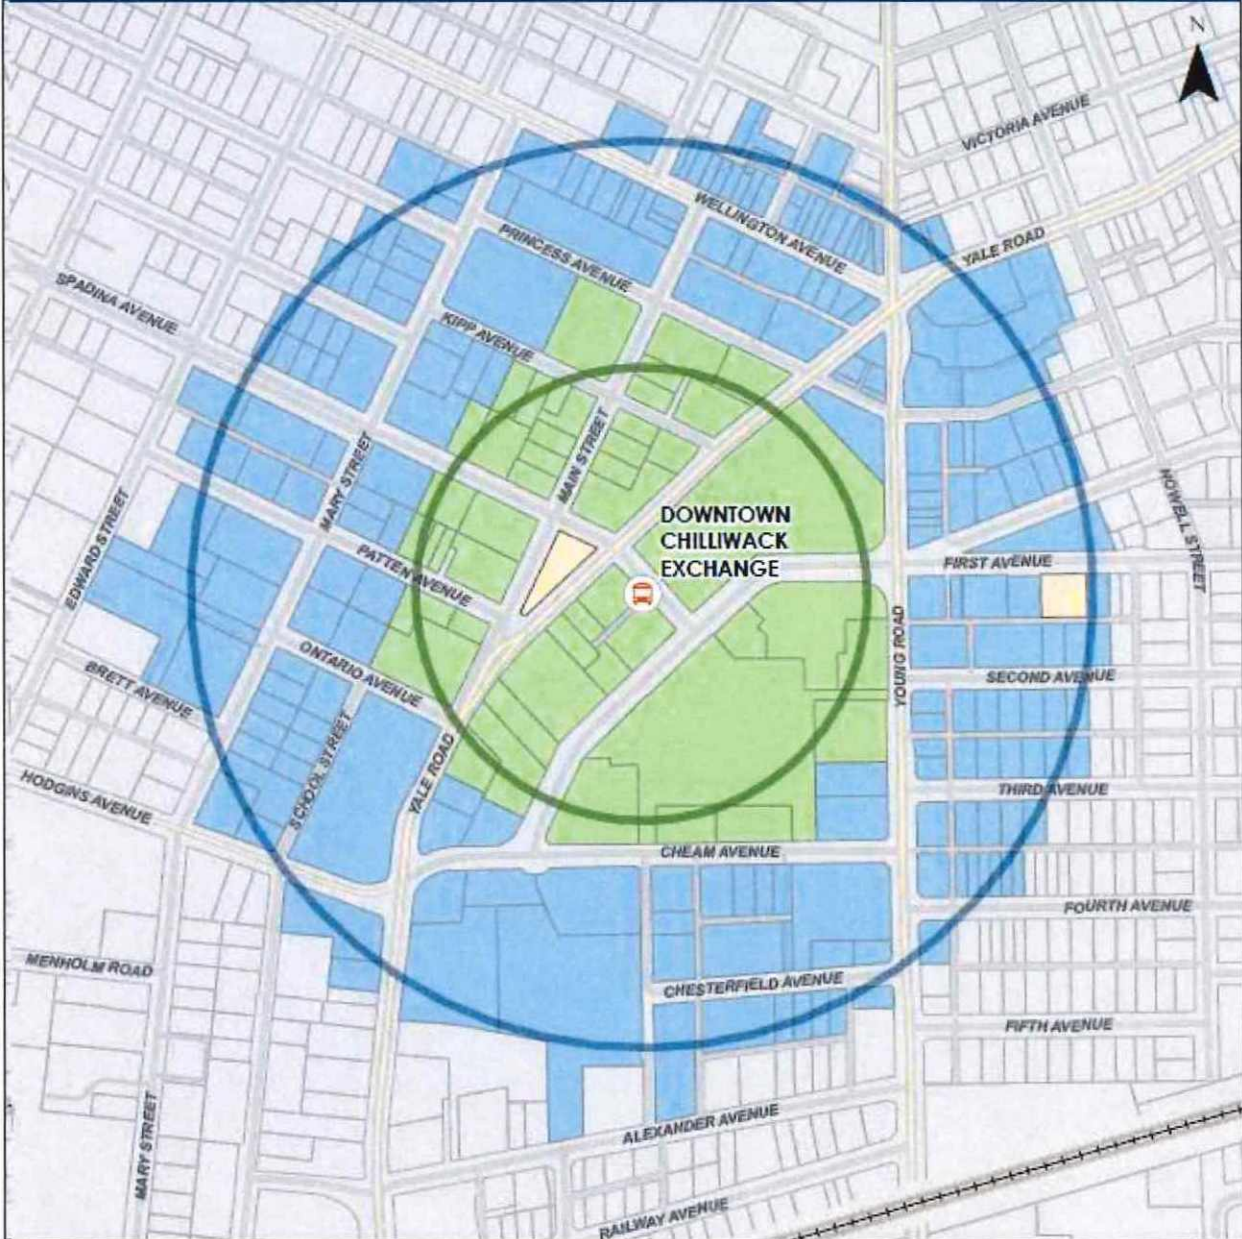 N
VICTORIA AVENUE
WELLINGTON AVENUE
YALE ROAD
PRINCESS AVENUE
SPADINA AVENUE
KIPP AVENUE
MAIN STREET
MARY STREET
NOWELL STREET
EDWARD STREET
DOWNTOWN
CHILLIWACK
EXCHANGE
PATTEN AVENUE
FIRST AVENUE
YOUNG ROAD
ONTARIO AVENUE
BRETT AVENUE
SECOND AVENUE
SCHOOL STREET
YALE ROAD
HODGINS AVENUE
THIRD AVENUE
CHEAM AVENUE
FOURTH AVENUE
MENHOLM ROAD
CHESTERFIELD AVENUE
FIFTH AVENUE
MARY STREET
ALEXANDER AVENUE
RAILWAY AVENUE